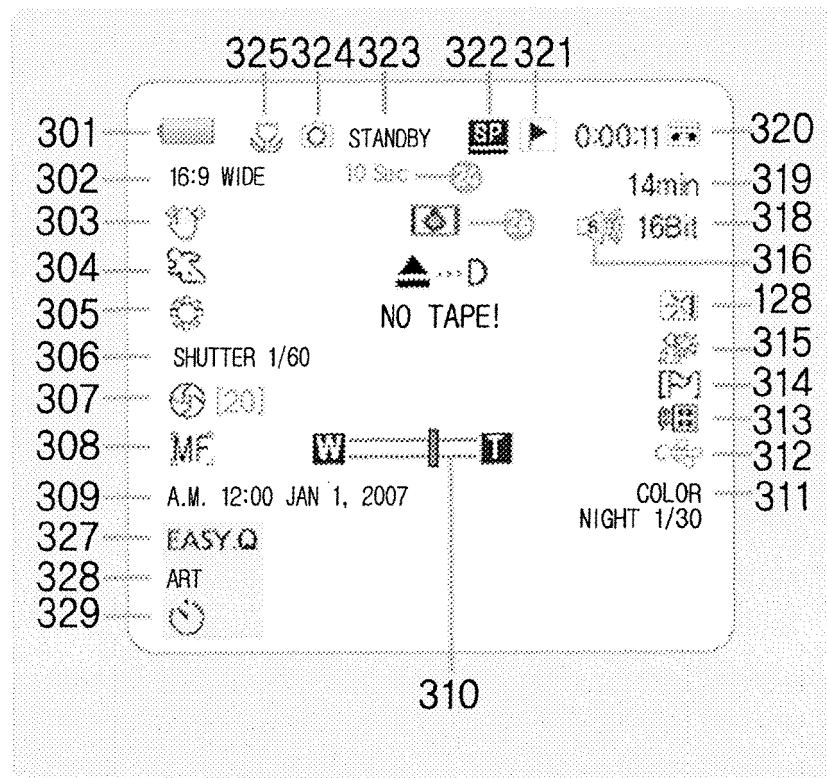 325 324 323 322 321
301 STANDBY SP 0:00:11 320
302 16:9 WIDE 10 Sec 14min 319
303 16Bit 318
316
304 D
NO TAPE!
128
305 315
306 SHUTTER 1/60 314
307 [20] 313
308 MF W T 312
309 A.M. 12:00 JAN 1, 2007 COLOR 311
NIGHT 1/30
327 EASY.Q
328 ART
329
310